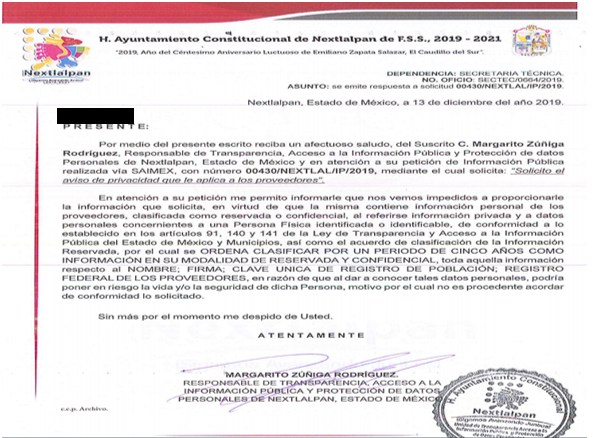 H. Ayuntamiento Constitucional de Nextlalpan de F.S.S., 2019 - 2021
"2019, Año del Céntesimo Aniversario Luctuoso de Emiliano Zapata Salazar, El Caudillo del Sur".
Nextlalpan
DEPENDENCIA: SECRETARIA TÉCNICA.
NO. OFICIO: SECTEC/0664/2019.
ASUNTO: se emite respuesta a solicitud 00430/NEXTLAL/IP/2019.
Nextlalpan, Estado de México, a 13 de diciembre del año 2019.
PRESENTE:
Por medio del presente escrito reciba un afectuoso saludo, del Suscrito C. Margarito Zúñiga
Rodríguez, Responsable de Transparencia, Acceso a la Información Pública y Protección de datos
Personales de Nextlalpan, Estado de México y en atención a su petición de Información Pública
realizada vía SAIMEX, con número 00430/NEXTLAL/IP/2019, mediante el cual solicita: "Solicito el
aviso de privacidad que le aplica a los proveedores".
En atención a su petición me permito informarle que nos vemos impedidos a proporcionarle
la información que solicita, en virtud de que la misma contiene información personal de los
proveedores, clasificada como reservada o confidencial, al referirse información privada y a datos
personales concernientes a una Persona Física identificada o identificable, de conformidad a lo
establecido en los artículos 91, 140 y 141 de la Ley de Transparencia y Acceso a la Información
Pública del Estado de México y Municipios, así como el acuerdo de clasificación de la Información
Reservada, por el cual se ORDENA CLASIFICAR POR UN PERIODO DE CINCO AÑOS COMO
INFORMACIÓN EN SU MODALIDAD DE RESERVADA Y CONFIDENCIAL, toda aquella información
respecto al NOMBRE; FIRMA; CLAVE UNICA DE REGISTRO DE POBLACIÓN; REGISTRO
FEDERAL DE LOS PROVEEDORES, en razón de que al dar a conocer tales datos personales, podría
poner en riesgo la vida y/o la seguridad de dicha Persona, motivo por el cual no es procedente acordar
de conformidad lo solicitado.
Sin más por el momento me despido de Usted.
ATENTAMENTE
MARGARITO ZÚÑIGA RODRÍGUEZ.
RESPONSABLE DE TRANSPARENCIA, ACCESO A LA
INFORMACIÓN PÚBLICA Y PROTECCIÓN DE DATOS
PERSONALES DE NEXTLALPAN, ESTADO DE MÉXICO
c.c.p. Archivo.
H. Ayuntamiento Constitucional
Nextlalpan